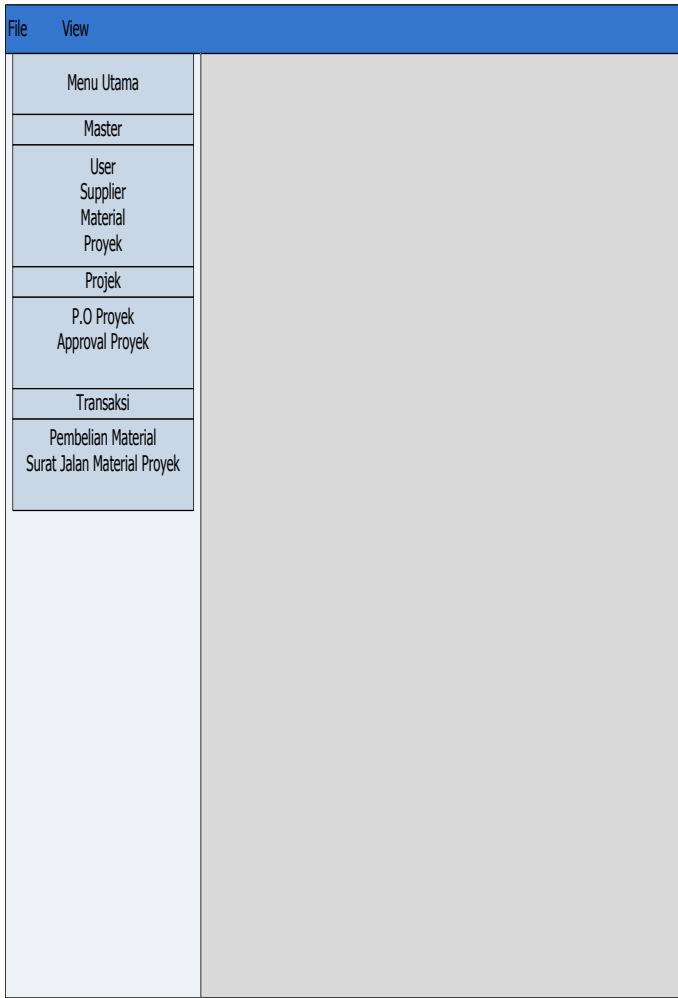 File View
Menu Utama
Master
User
Supplier
Material
Proyek
Projek
P.O Proyek
Approval Proyek
Transaksi
Pembelian Material
Surat Jalan Material Proyek